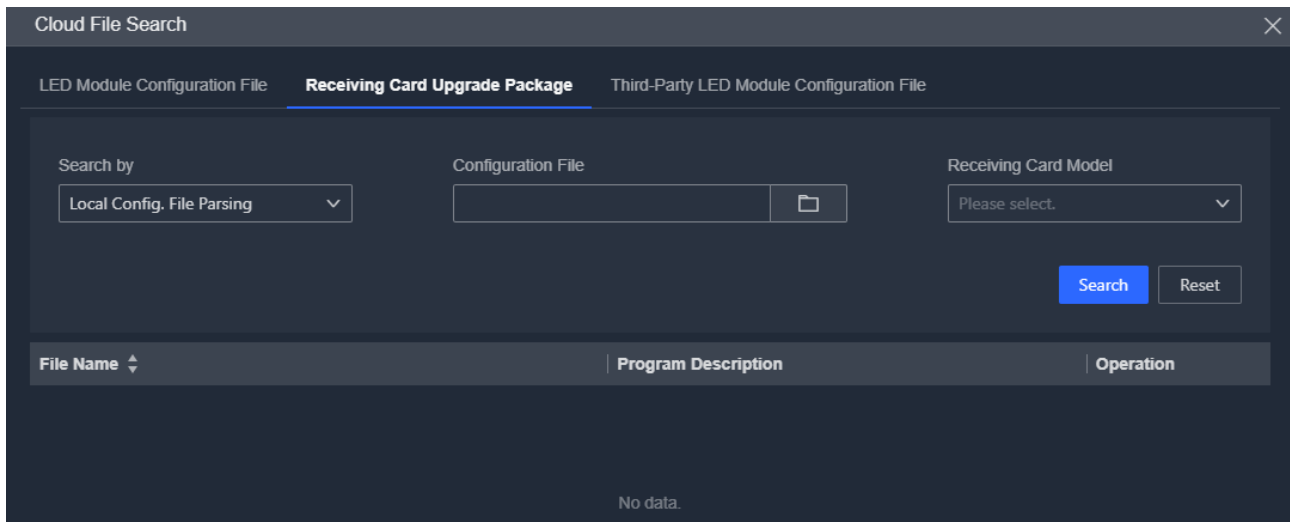 Cloud File Search
LED Module Configuration File Receiving Card Upgrade Package Third-Party LED Module Configuration File
Search by Configuration File Receiving Card Model
Local Config. File Parsing Please select.
Search Reset
File Name Program Description Operation
No data.